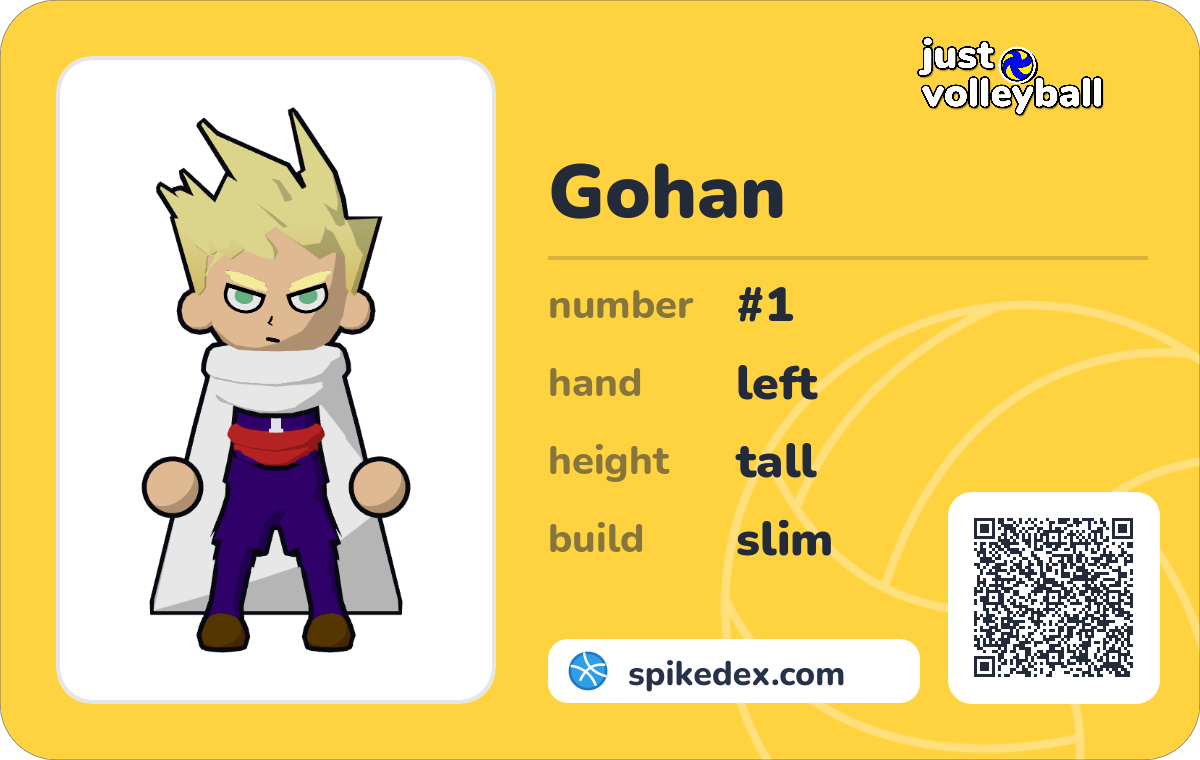 just
volleyball
Gohan
number #1
hand left
height tall
build slim
spikedex.com